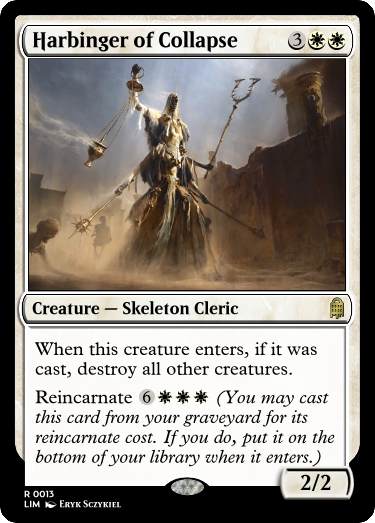 Harbinger of Collapse 3
Creature — Skeleton Cleric
When this creature enters, if it was
cast, destroy all other creatures.
Reincarnate 6 (You may cast
this card from your graveyard for its
reincarnate cost. If you do, put it on the
bottom of your library when it enters.)
2/2
R 0013
LIM Eryk Sczykiel